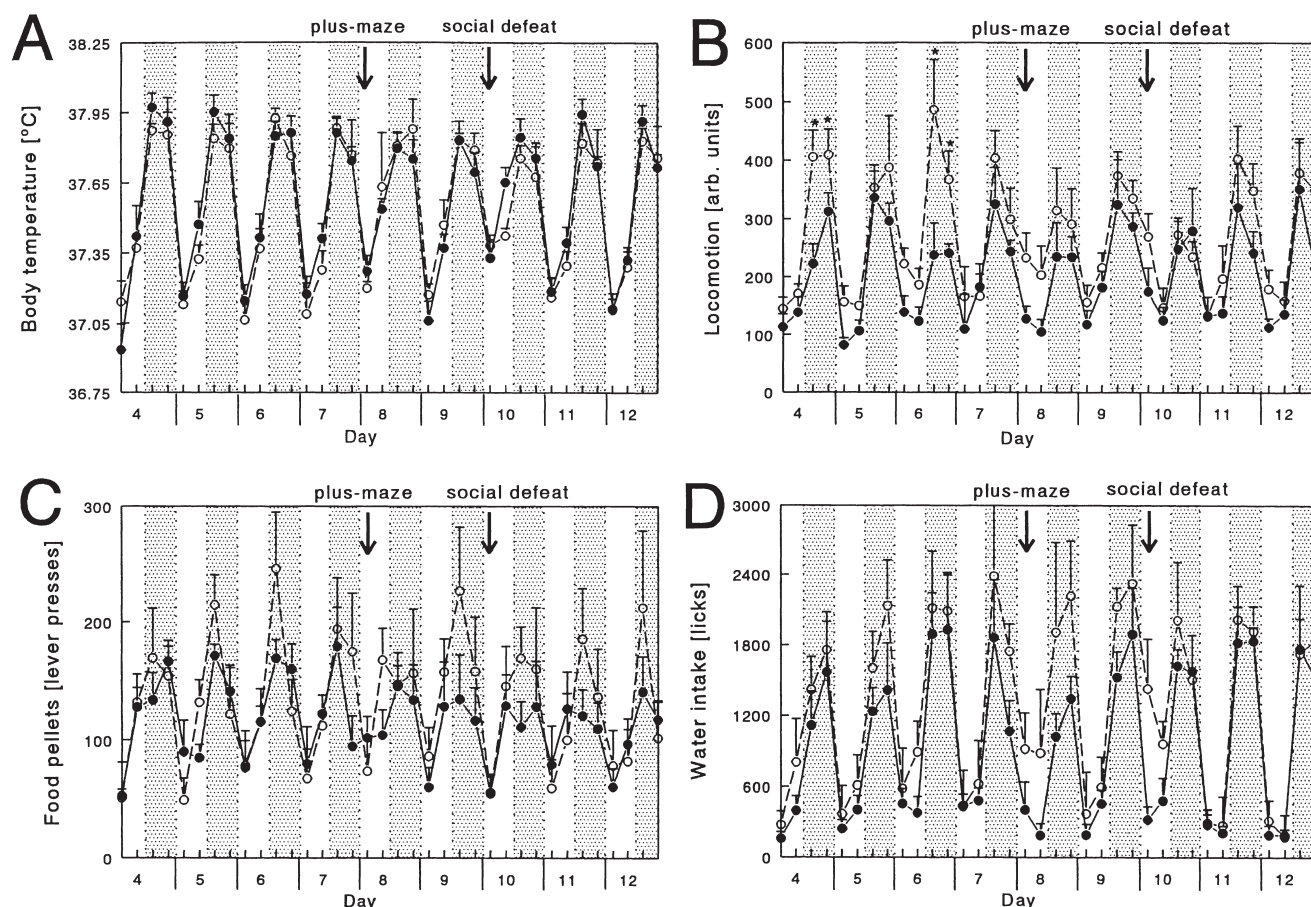 A
plus-maze social defeat
Body temperature [°C]
38.25
37.95
37.65
37.35
37.05
36.75
4 5 6 7 8 9 10 11 12
Day
B
plus-maze social defeat
Locomotion [arb. units]
600
500
400
300
200
100
0
* * * *
4 5 6 7 8 9 10 11 12
Day
C
plus-maze social defeat
Food pellets [lever presses]
300
200
100
0
4 5 6 7 8 9 10 11 12
Day
D
plus-maze social defeat
Water intake [licks]
3000
2400
1800
1200
600
0
4 5 6 7 8 9 10 11 12
Day